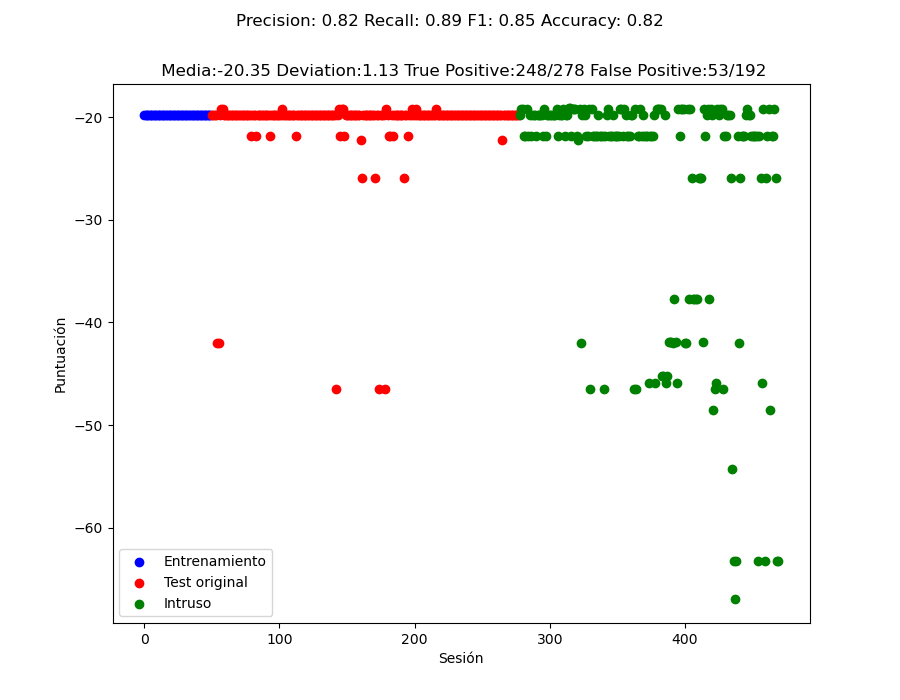 Precision: 0.82 Recall: 0.89 F1: 0.85 Accuracy: 0.82
Media:-20.35 Deviation:1.13 True Positive:248/278 False Positive:53/192
−20
−30
−40
−50
−60
Puntuación
Entrenamiento
Test original
Intruso
0 100 200 300 400
Sesión